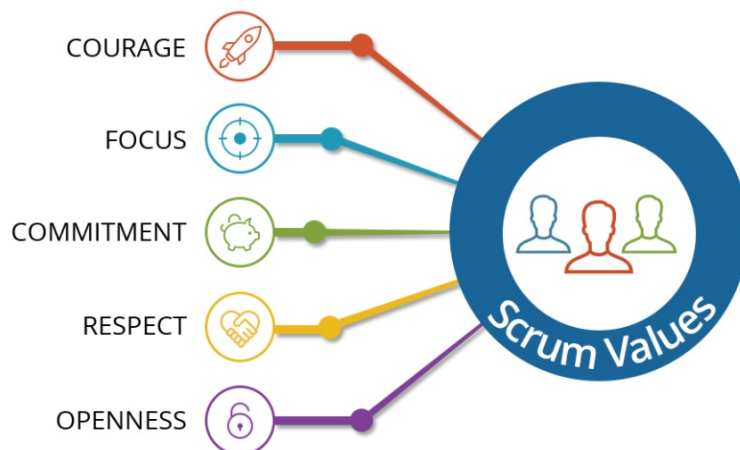 COURAGE
FOCUS
COMMITMENT
RESPECT
OPENNESS
Scrum Values